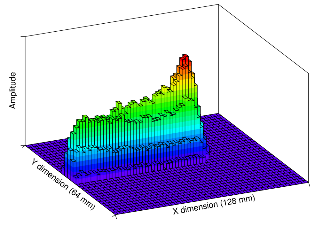 Amplitude
Y dimension (64 mm)
X dimension (128 mm)